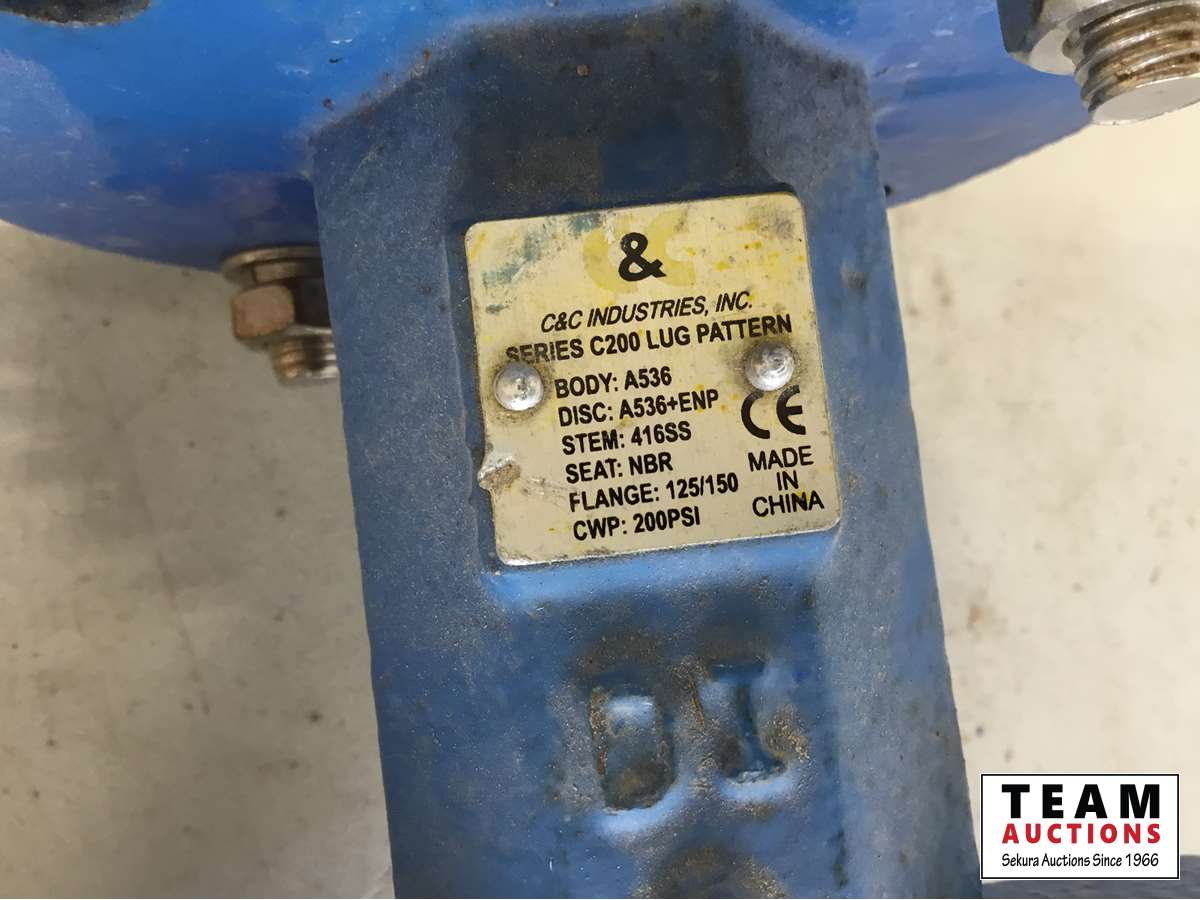 &
C&C INDUSTRIES, INC.
SERIES C200 LUG PATTERN
BODY: A536
DISC: A536+ENP
STEM: 416SS
SEAT: NBR
FLANGE: 125/150
CWP: 200PSI
CE
MADE
IN
CHINA
DI
TEAM
AUCTIONS
Sekura Auctions Since 1966